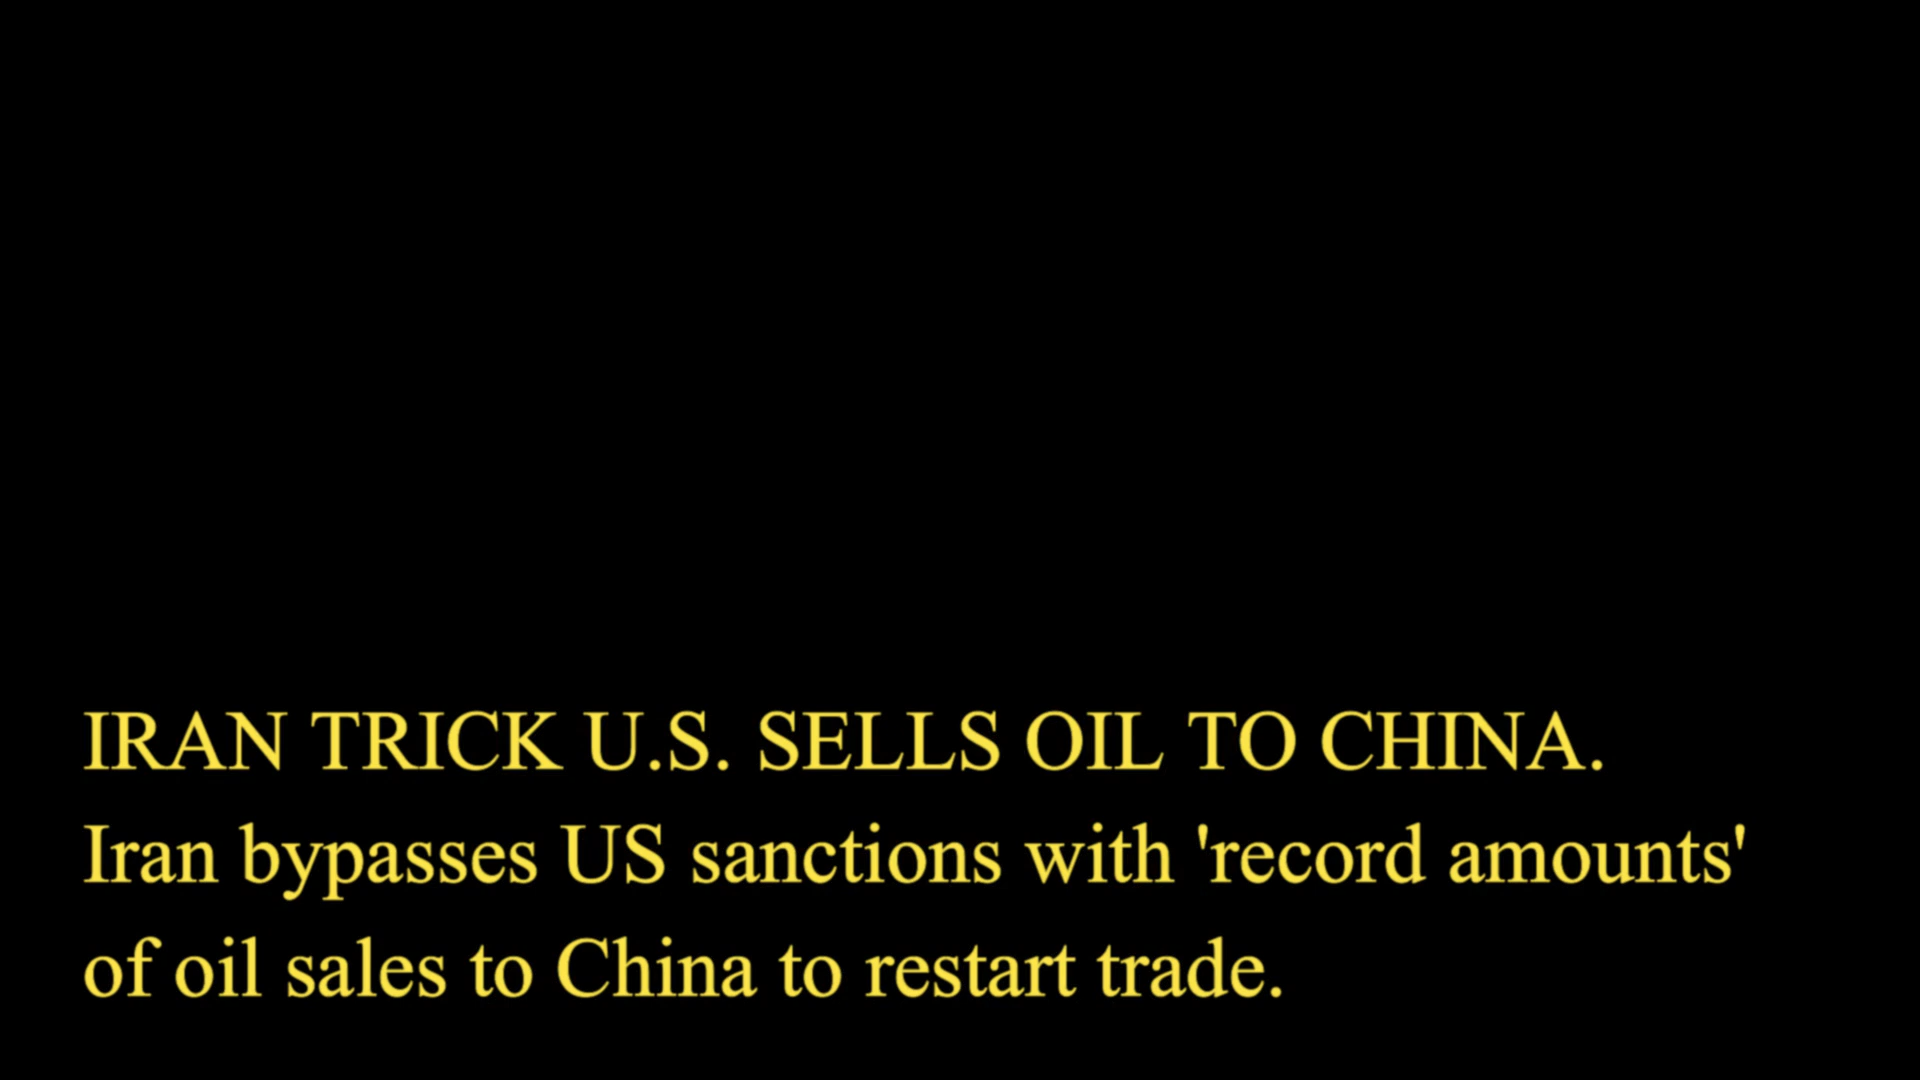 IRAN TRICK U.S. SELLS OIL TO CHINA.
Iran bypasses US sanctions with 'record amounts'
of oil sales to China to restart trade.